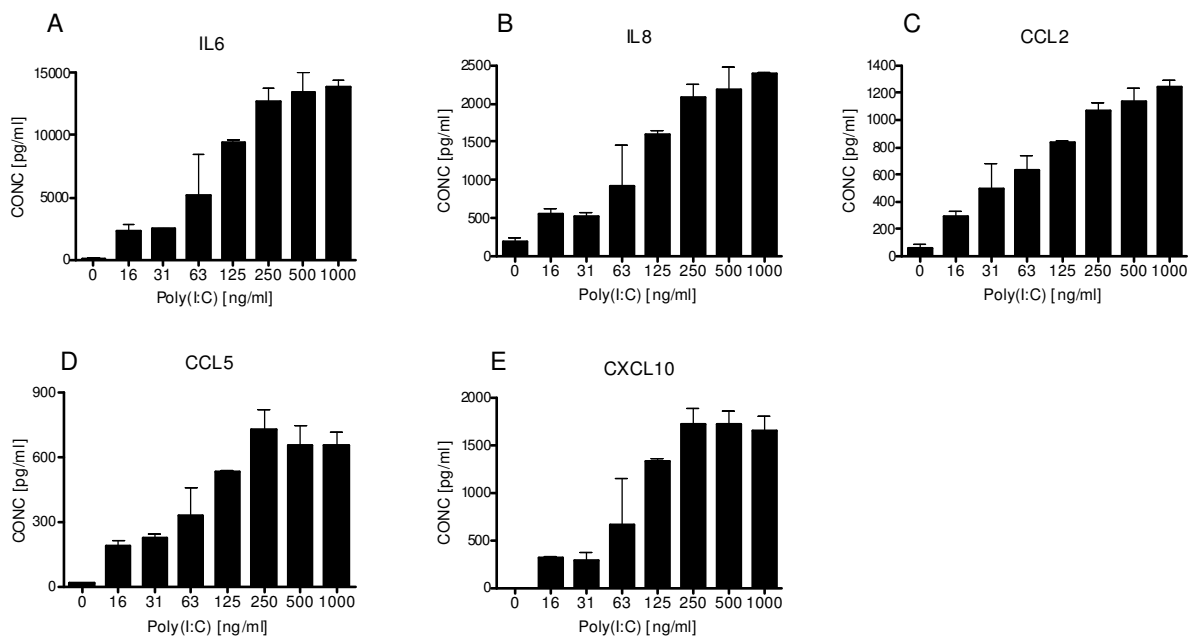 A
IL6
CONC [pg/ml]
15000
10000
5000
0
0 16 31 63 125 250 500 1000
Poly(I:C) [ng/ml]
B
IL8
CONC [pg/ml]
2500
2000
1500
1000
500
0
0 16 31 63 125 250 500 1000
Poly(I:C) [ng/ml]
C
CCL2
CONC [pg/ml]
1400
1200
1000
800
600
400
200
0
0 16 31 63 125 250 500 1000
Poly(I:C) [ng/ml]
D
CCL5
CONC [pg/ml]
900
600
300
0
0 16 31 63 125 250 500 1000
Poly(I:C) [ng/ml]
E
CXCL10
CONC [pg/ml]
2000
1500
1000
500
0
0 16 31 63 125 250 500 1000
Poly(I:C) [ng/ml]